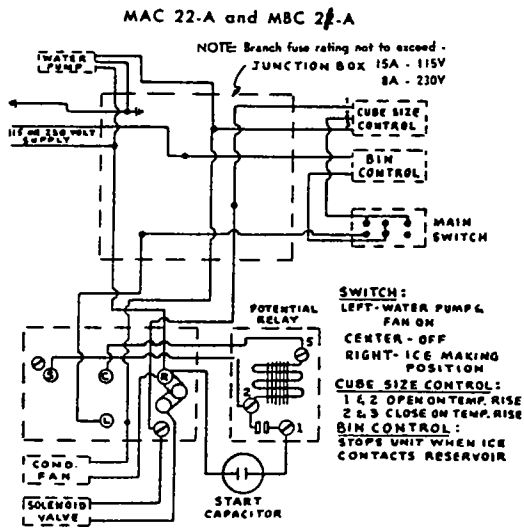 MAC 22-A and MBC 22-A
NOTE: Branch fuse rating not to exceed -
JUNCTION BOX 15A - 115V
8A - 230V
WATER
PUMP
115 OR 230 VOLT
SUPPLY
CUBE SIZE
CONTROL
BIN
CONTROL
MAIN
SWITCH
POTENTIAL
RELAY
S
C
R
L
5
2
1
COND.
FAN
SOLENOID
VALVE
START
CAPACITOR
SWITCH:
LEFT-WATER PUMP &
FAN ON
CENTER - OFF
RIGHT- ICE MAKING
POSITION
CUBE SIZE CONTROL:
1 & 2 OPEN ON TEMP. RISE
2 & 3 CLOSE ON TEMP. RISE
BIN CONTROL:
STOPS UNIT WHEN ICE
CONTACTS RESERVOIR